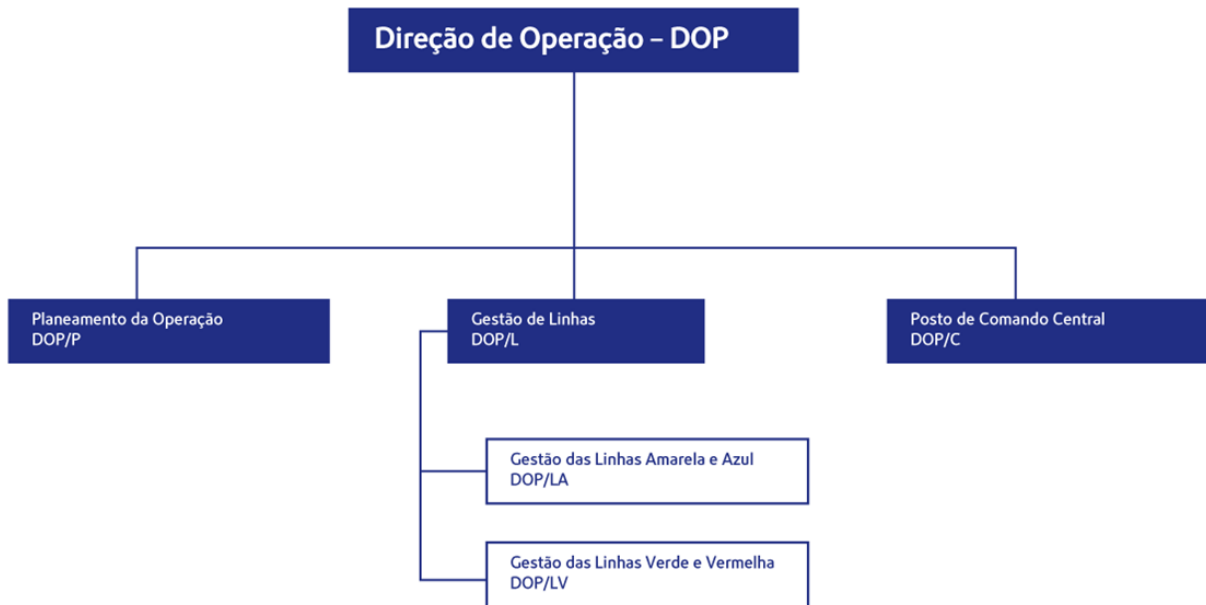 Direção de Operação – DOP
Planeamento da Operação
DOP/P
Gestão de Linhas
DOP/L
Posto de Comando Central
DOP/C
Gestão das Linhas Amarela e Azul
DOP/LA
Gestão das Linhas Verde e Vermelha
DOP/LV